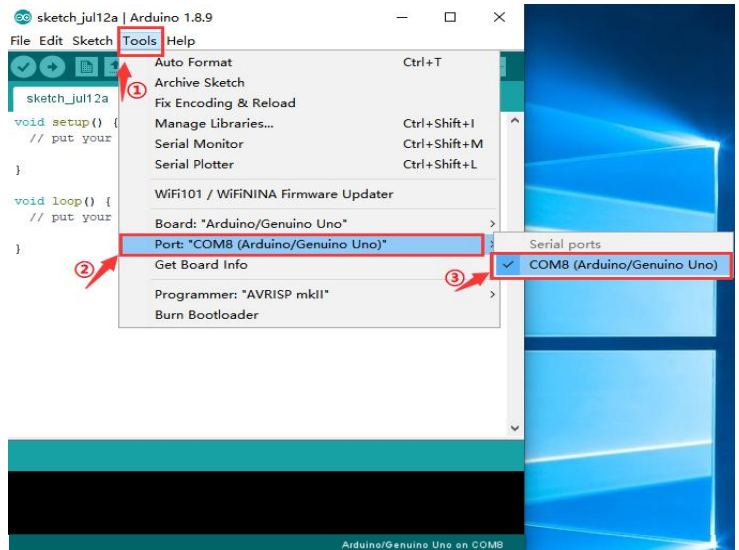 sketch_jul12a | Arduino 1.8.9
File Edit Sketch Tools Help
①
sketch_jul12a
void setup() {
// put your
}
void loop() {
// put your
}
Auto Format Ctrl+T
Archive Sketch
Fix Encoding & Reload
Manage Libraries... Ctrl+Shift+I
Serial Monitor Ctrl+Shift+M
Serial Plotter Ctrl+Shift+L
WiFi101 / WiFiNINA Firmware Updater
Board: "Arduino/Genuino Uno"
Port: "COM8 (Arduino/Genuino Uno)"
②
Get Board Info
Programmer: "AVRISP mkII"
Burn Bootloader
Serial ports
COM8 (Arduino/Genuino Uno)
③
Arduino/Genuino Uno on COM8